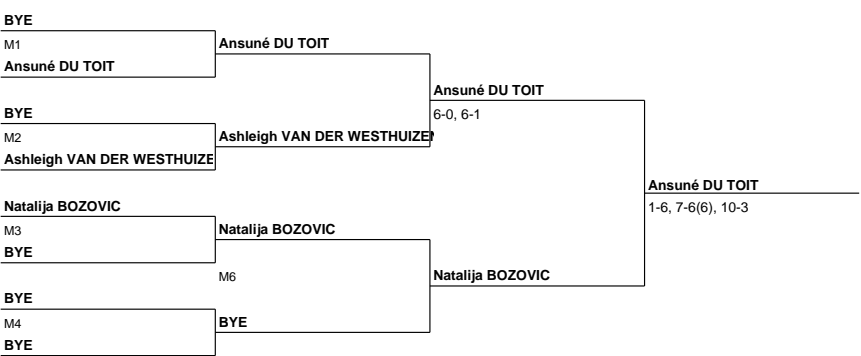 BYE
M1
Ansuné DU TOIT
Ansuné DU TOIT
BYE
M2
Ashleigh VAN DER WESTHUIZE
Ashleigh VAN DER WESTHUIZEN
Ansuné DU TOIT
6-0, 6-1
Natalija BOZOVIC
M3
BYE
Natalija BOZOVIC
M6
BYE
M4
BYE
BYE
Natalija BOZOVIC
Ansuné DU TOIT
1-6, 7-6(6), 10-3